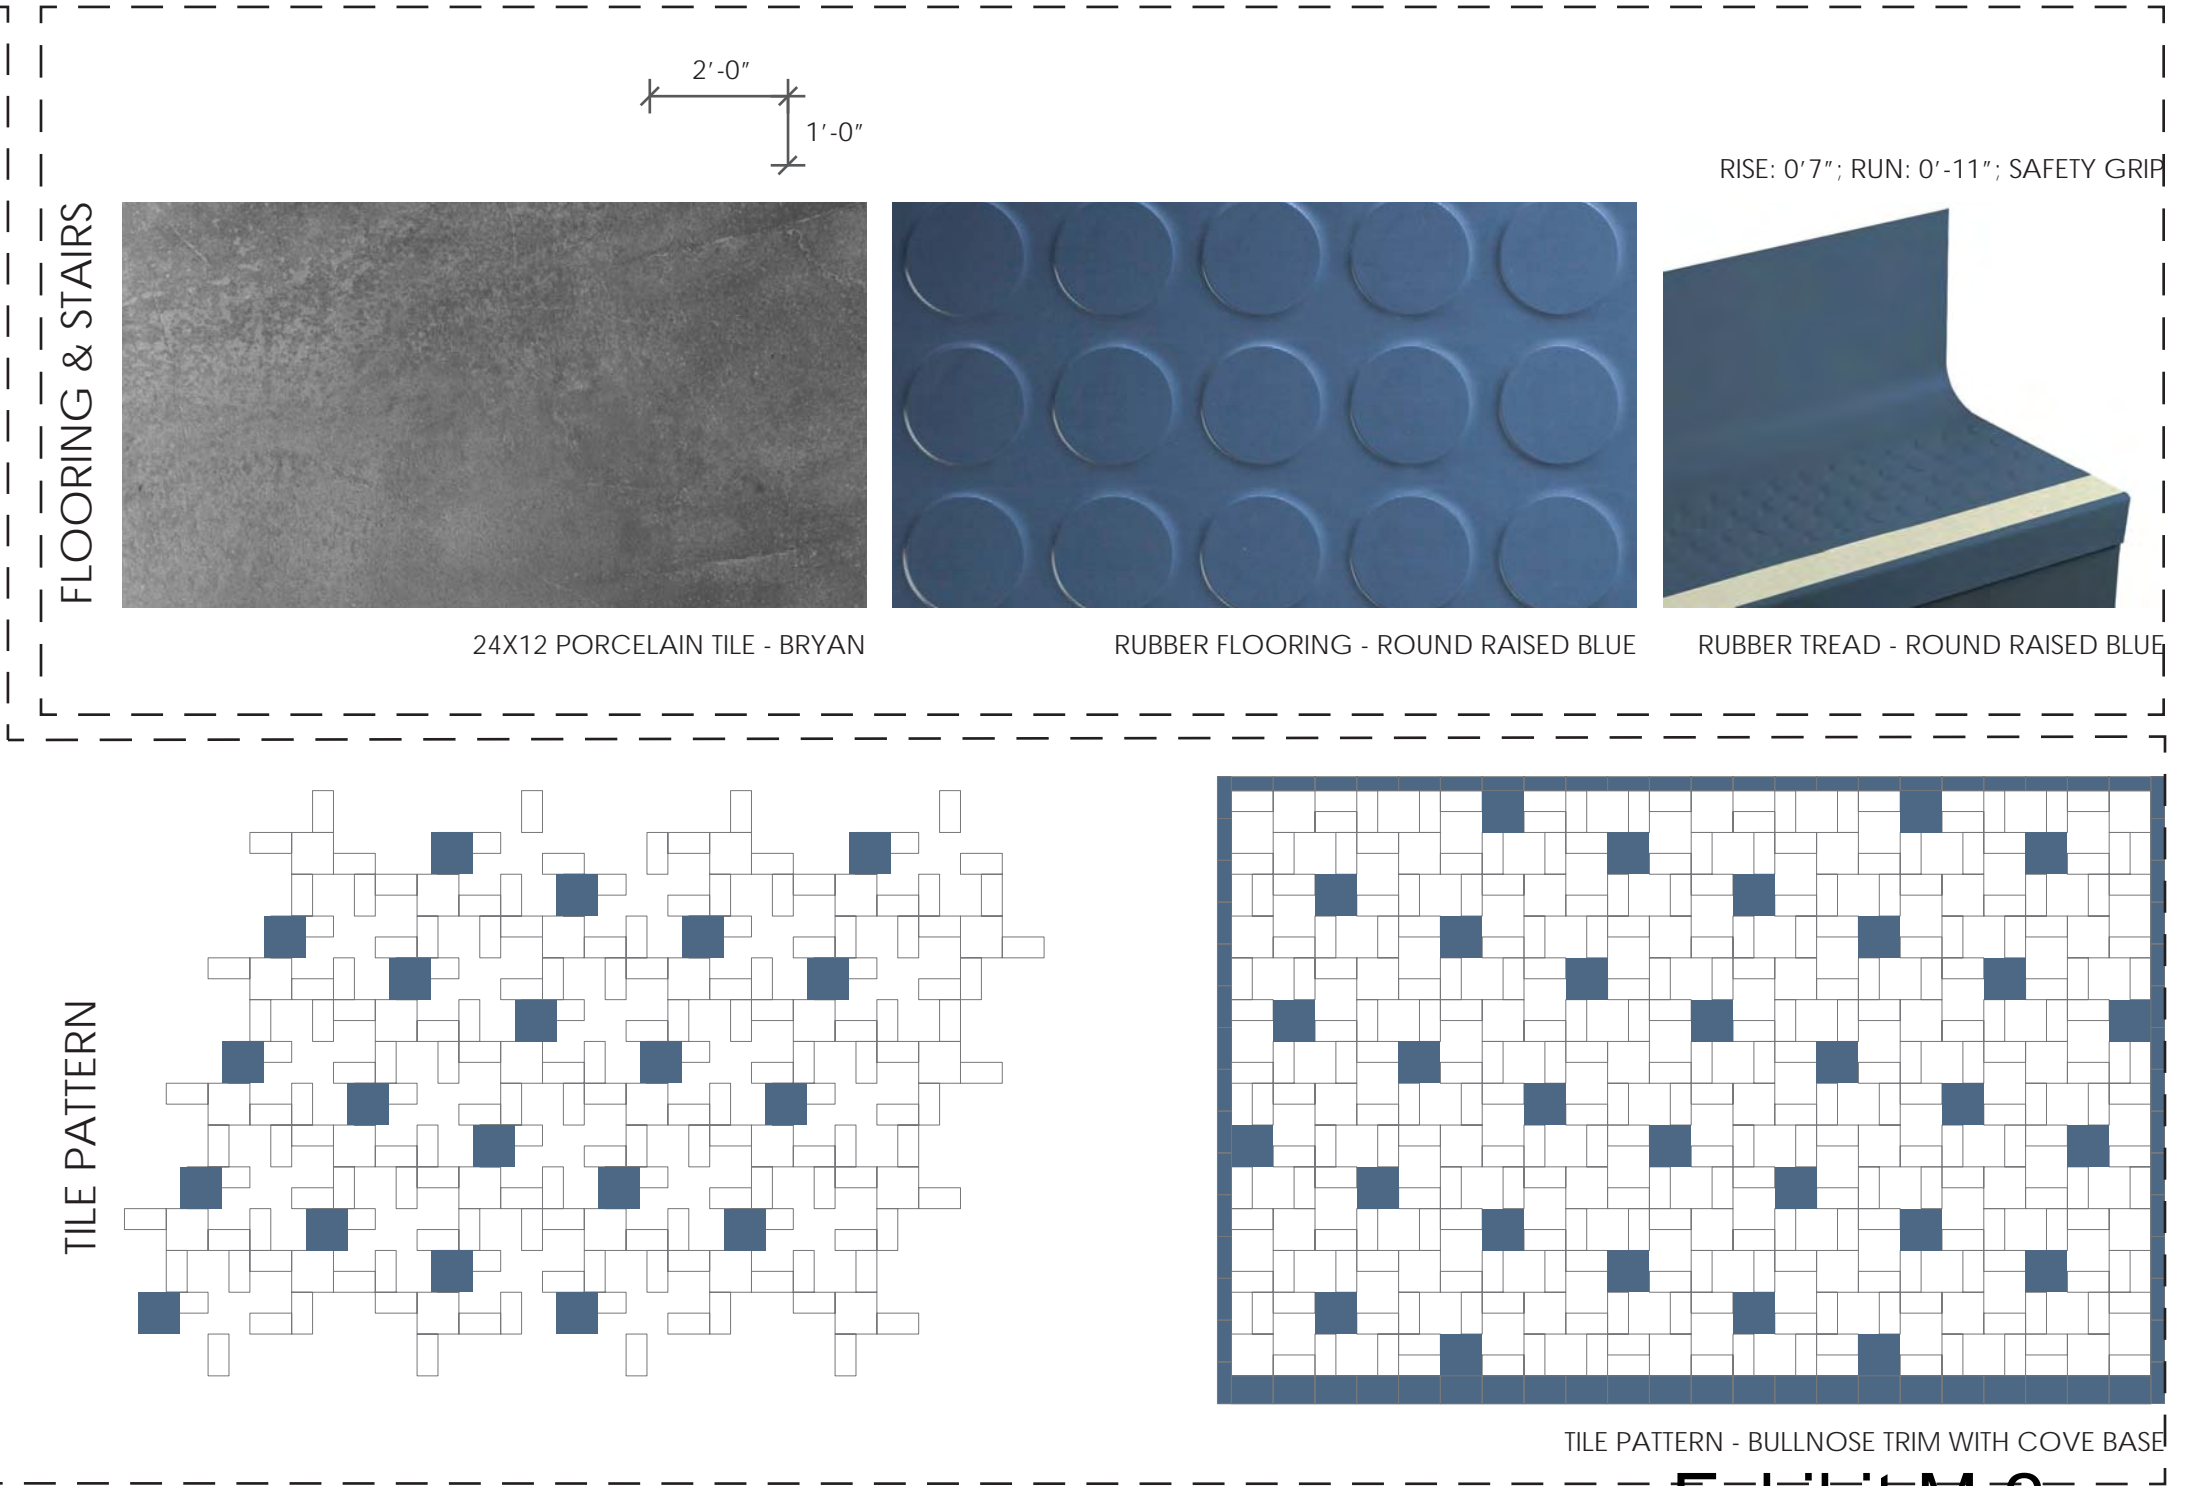 2'-0"
1'-0"
RISE: 0'7"; RUN: 0'-11"; SAFETY GRIP
FLOORING & STAIRS
24X12 PORCELAIN TILE - BRYAN
RUBBER FLOORING - ROUND RAISED BLUE
RUBBER TREAD - ROUND RAISED BLUE
TILE PATTERN
TILE PATTERN - BULLNOSE TRIM WITH COVE BASE